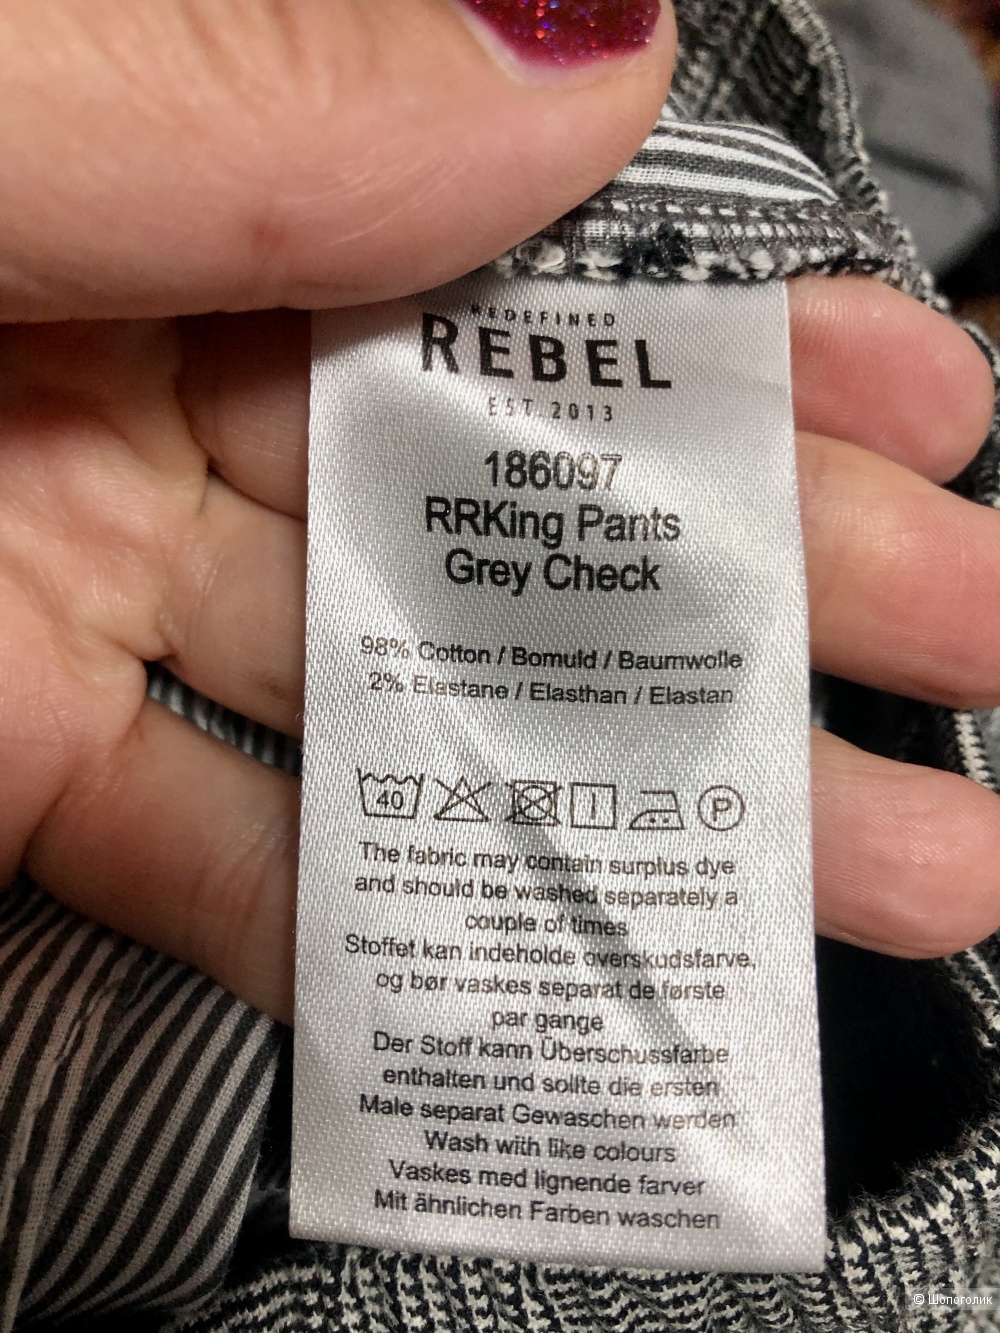 REDEFINED
REBEL
EST. 2013
186097
RRKing Pants
Grey Check
98% Cotton / Bomuld / Baumwolle
2% Elastane / Elasthan / Elastan
40
P
The fabric may contain surplus dye
and should be washed separately a
couple of times
Stoffet kan indeholde overskudsfarve,
og bør vaskes separat de første
par gange
Der Stoff kann Überschussfarbe
enthalten und sollte die ersten
Male separat Gewaschen werden
Wash with like colours
Vaskes med lignende farver
Mit ähnlichen Farben waschen
© Шопоголик